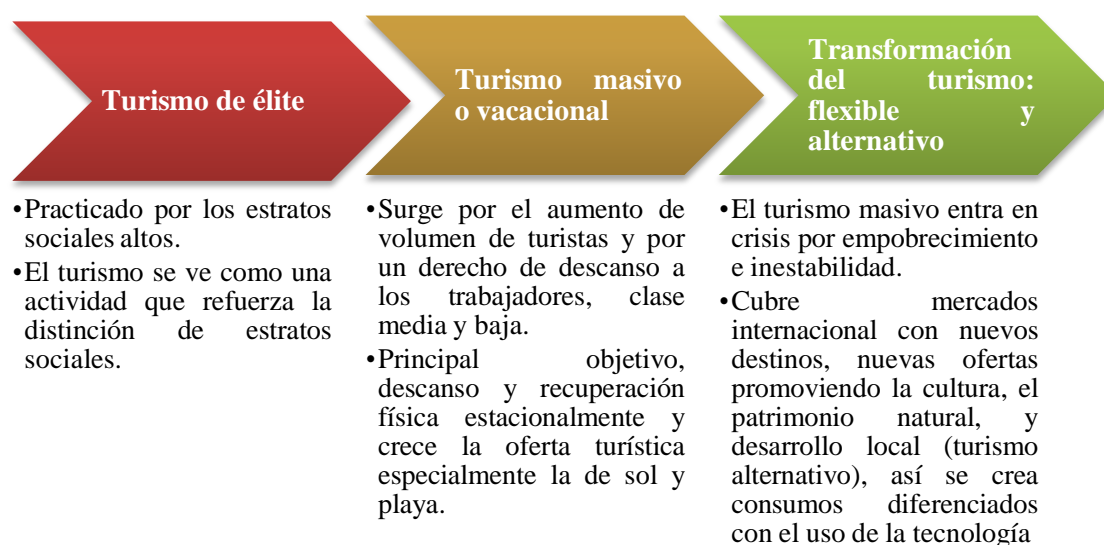 Turismo de élite
Turismo masivo
o vacacional
Transformación
del turismo:
flexible y
alternativo
•Practicado por los estratos
sociales altos.
•El turismo se ve como una
actividad que refuerza la
distinción de estratos
sociales.
•Surge por el aumento de
volumen de turistas y por
un derecho de descanso a
los trabajadores, clase
media y baja.
•Principal objetivo,
descanso y recuperación
física estacionalmente y
crece la oferta turística
especialmente la de sol y
playa.
•El turismo masivo entra en
crisis por empobrecimiento
e inestabilidad.
•Cubre mercados
internacional con nuevos
destinos, nuevas ofertas
promoviendo la cultura, el
patrimonio natural, y
desarrollo local (turismo
alternativo), así se crea
consumos diferenciados
con el uso de la tecnología